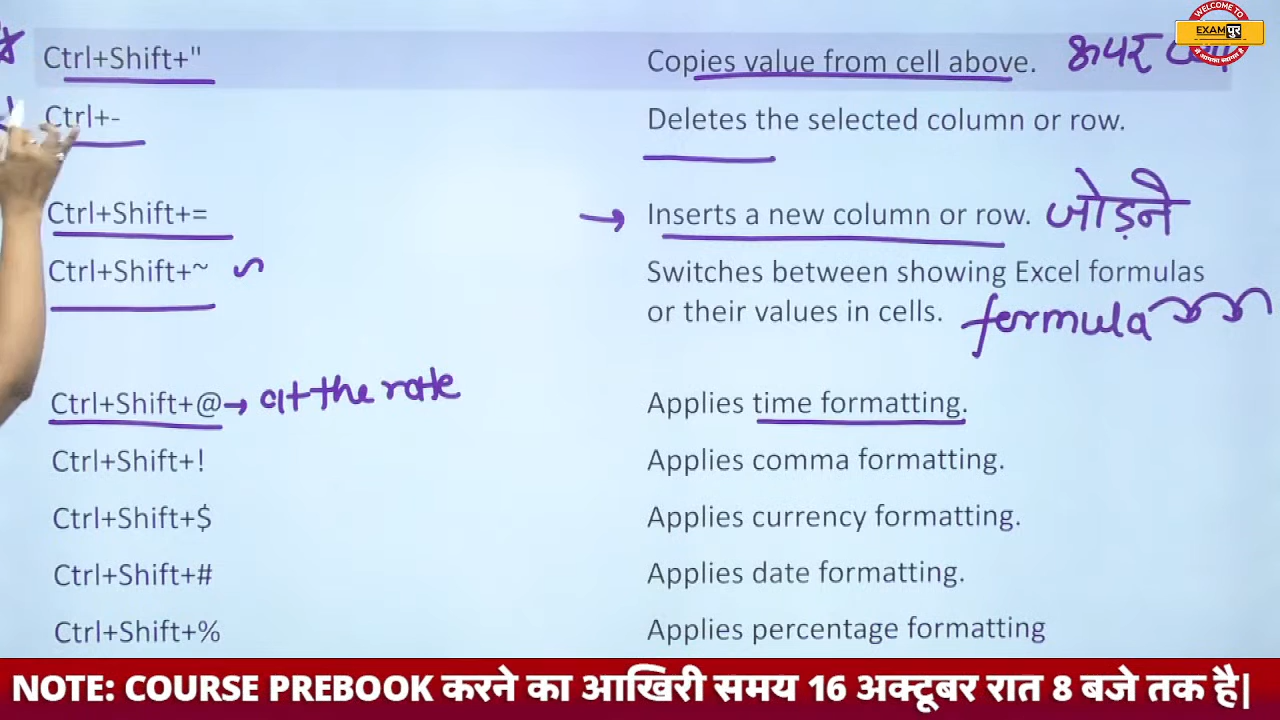 WELCOME TO
EXAMपुर
Ctrl+Shift+" Copies value from cell above. ऊपर
Ctrl+- Deletes the selected column or row.
Ctrl+Shift+= Inserts a new column or row. जोड़ने
Ctrl+Shift+~ Switches between showing Excel formulas
or their values in cells. formula
Ctrl+Shift+@ → at the rate Applies time formatting.
Ctrl+Shift+! Applies comma formatting.
Ctrl+Shift+$ Applies currency formatting.
Ctrl+Shift+# Applies date formatting.
Ctrl+Shift+% Applies percentage formatting
NOTE: COURSE PREBOOK करने का आखिरी समय 16 अक्टूबर रात 8 बजे तक है|